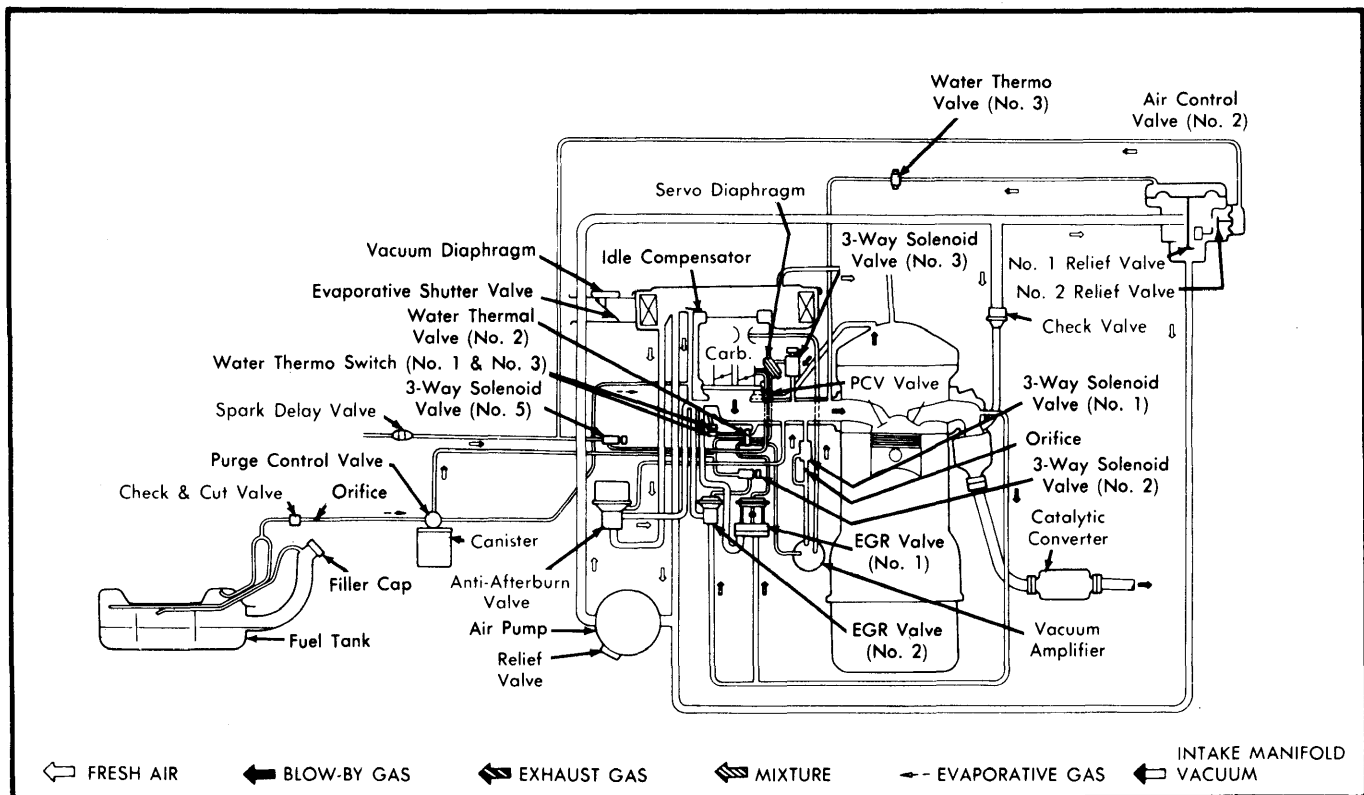 Water Thermo
Valve (No. 3)
Air Control
Valve (No. 2)
Servo Diaphragm
3-Way Solenoid
Valve (No. 3)
Vacuum Diaphragm
Idle Compensator
No. 1 Relief Valve
No. 2 Relief Valve
Evaporative Shutter Valve
Water Thermal
Valve (No. 2)
Check Valve
Water Thermo Switch (No. 1 & No. 3)
Carb.
PCV Valve
3-Way Solenoid
Valve (No. 5)
3-Way Solenoid
Valve (No. 1)
Spark Delay Valve
Orifice
Purge Control Valve
3-Way Solenoid
Valve (No. 2)
Check & Cut Valve
Orifice
Catalytic
Converter
Canister
EGR Valve
(No. 1)
Filler Cap
Anti-Afterburn
Valve
Fuel Tank
Air Pump
EGR Valve
(No. 2)
Vacuum
Amplifier
Relief
Valve
FRESH AIR
BLOW-BY GAS
EXHAUST GAS
MIXTURE
EVAPORATIVE GAS
INTAKE MANIFOLD
VACUUM